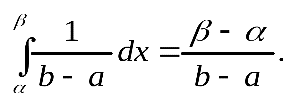 ∫_α^β 1/(b - a) dx = (β - α)/(b - a).